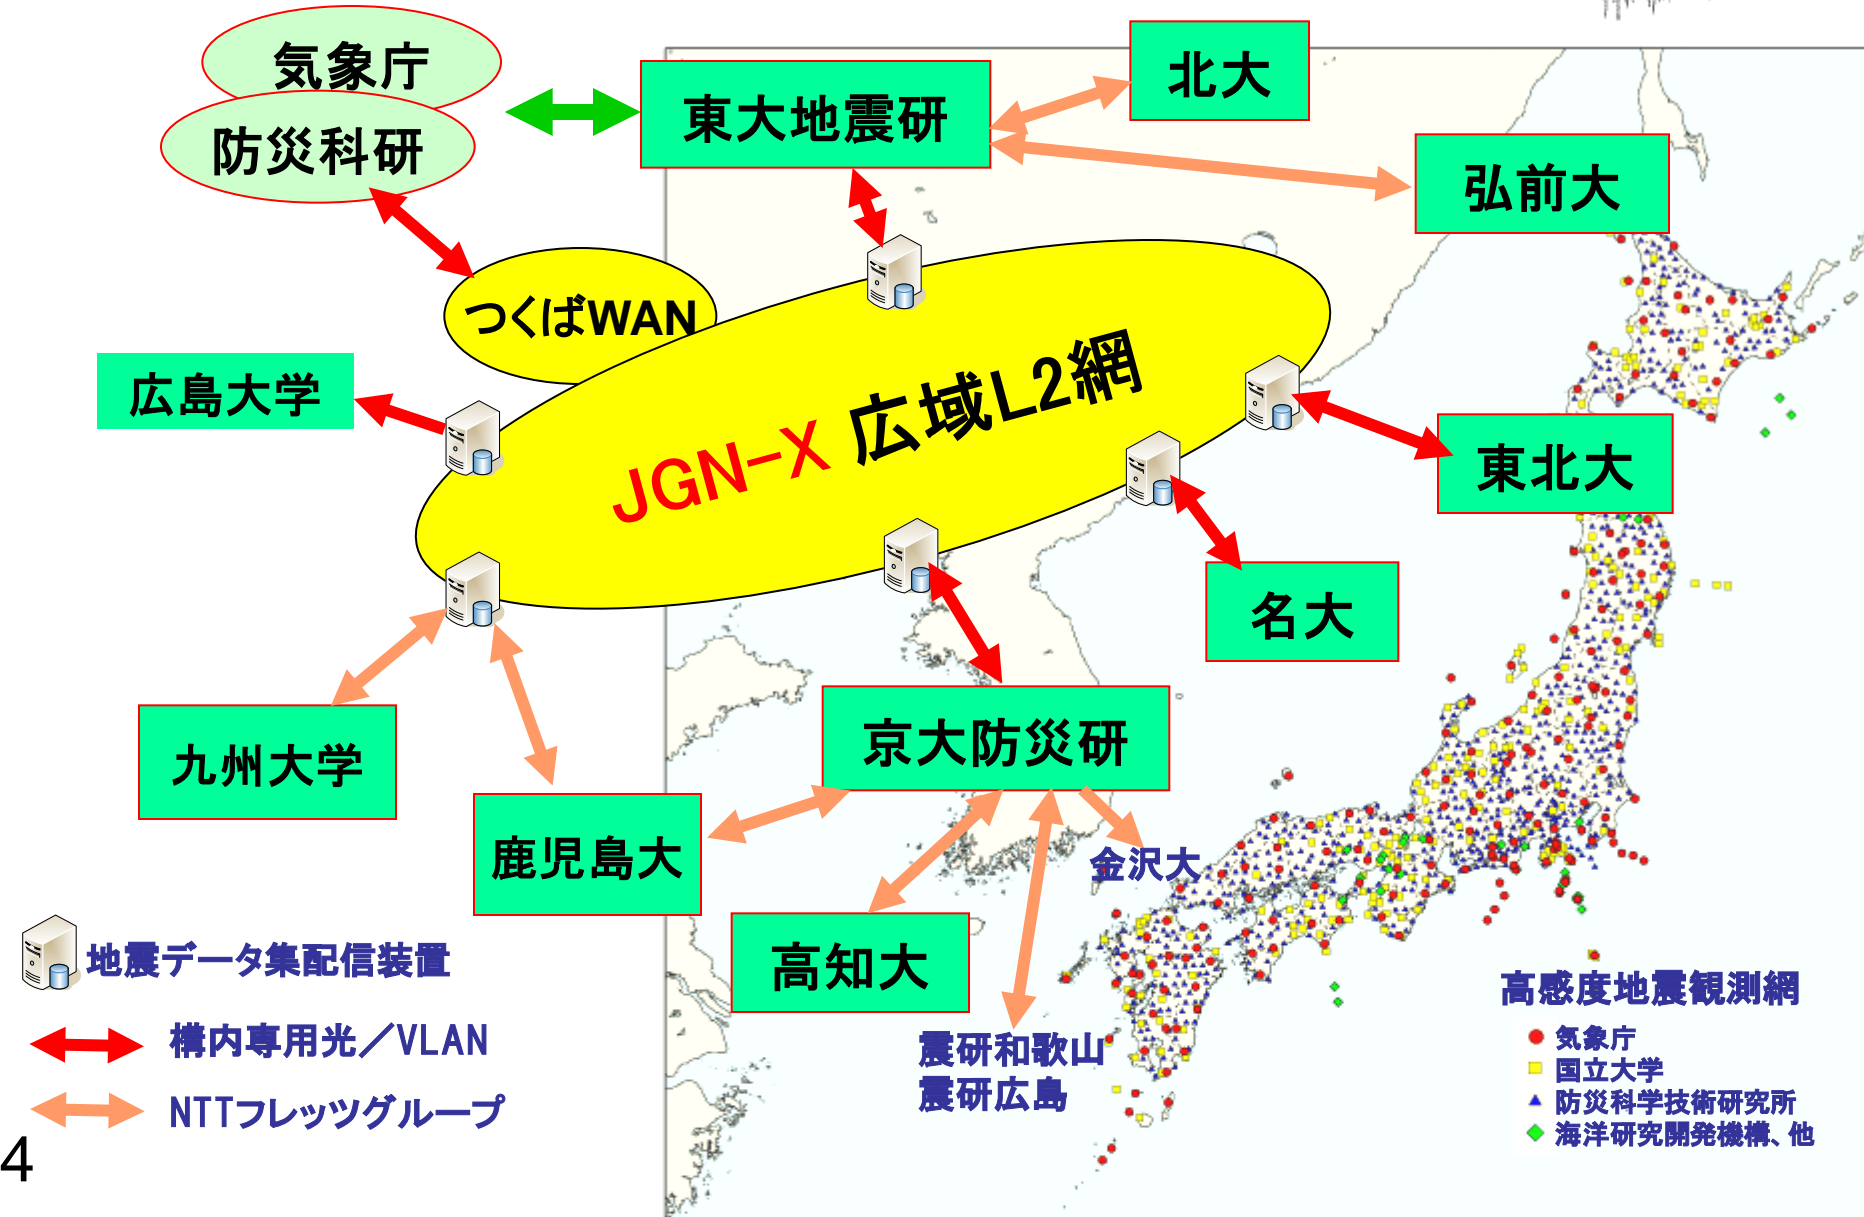 気象庁
防災科研
東大地震研
北大
弘前大
つくばWAN
広島大学
JGN-X 広域L2網
東北大
名大
九州大学
京大防災研
鹿児島大
金沢大
高知大
震研和歌山
震研広島
地震データ集配信装置
構内専用光／VLAN
NTTフレッツグループ
高感度地震観測網
気象庁
国立大学
防災科学技術研究所
海洋研究開発機構、他
4